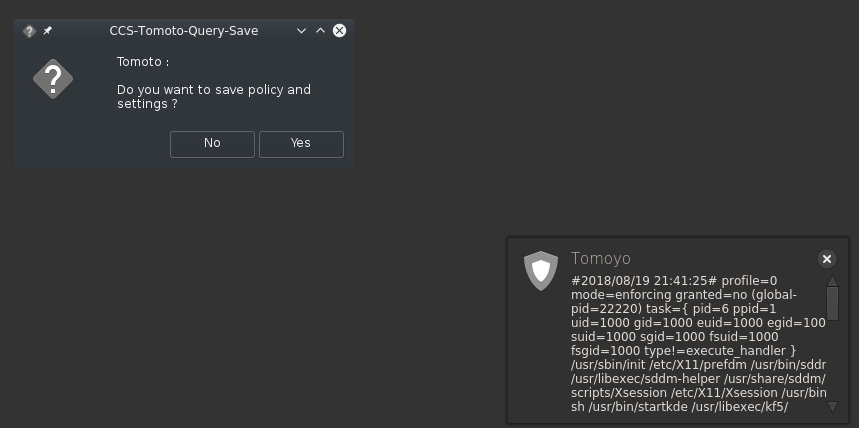 CCS-Tomoto-Query-Save
Tomoto :
Do you want to save policy and
settings ?
No
Yes
Tomoyo
#2018/08/19 21:41:25# profile=0
mode=enforcing granted=no (global-
pid=22220) task={ pid=6 ppid=1
uid=1000 gid=1000 euid=1000 egid=100
suid=1000 sgid=1000 fsuid=1000
fsgid=1000 type!=execute_handler }
/usr/sbin/init /etc/X11/prefdm /usr/bin/sddr
/usr/libexec/sddm-helper /usr/share/sddm/
scripts/Xsession /etc/X11/Xsession /usr/bin
sh /usr/bin/startkde /usr/libexec/kf5/